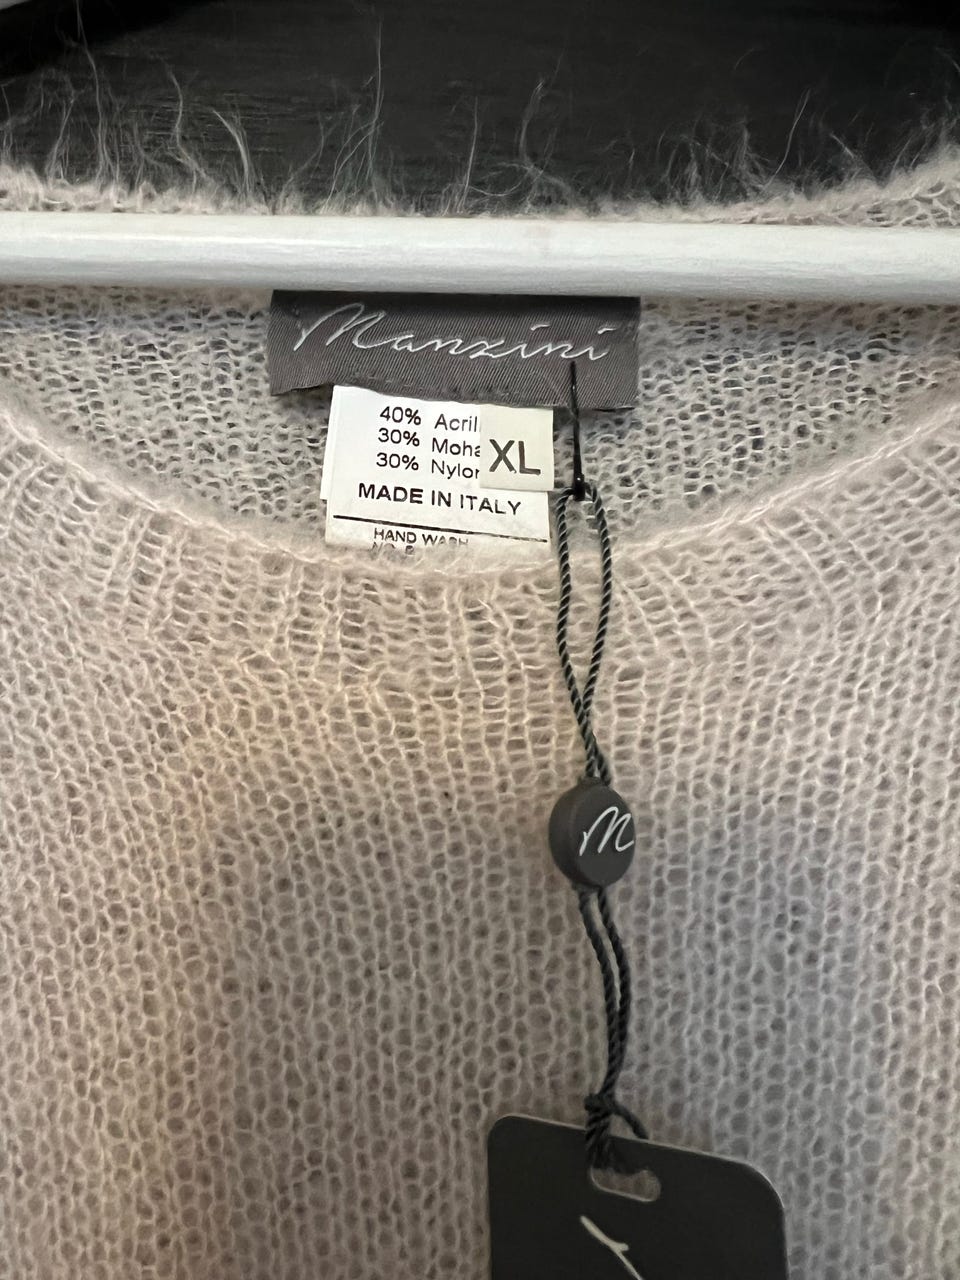 Manzini
40% Acril
30% Moha
30% Nylon
XL
MADE IN ITALY
HAND WASH
M